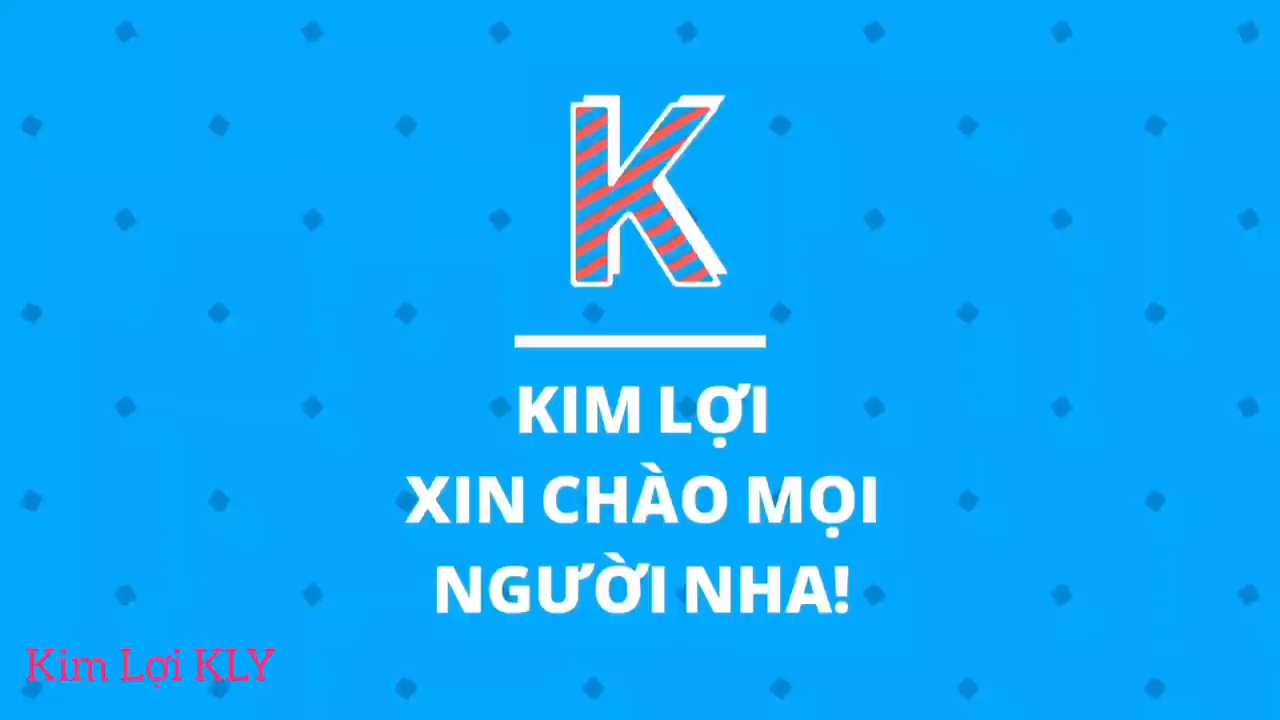 K
KIM LỢI
XIN CHÀO MỌI
NGƯỜI NHA!
Kim Lợi KLY